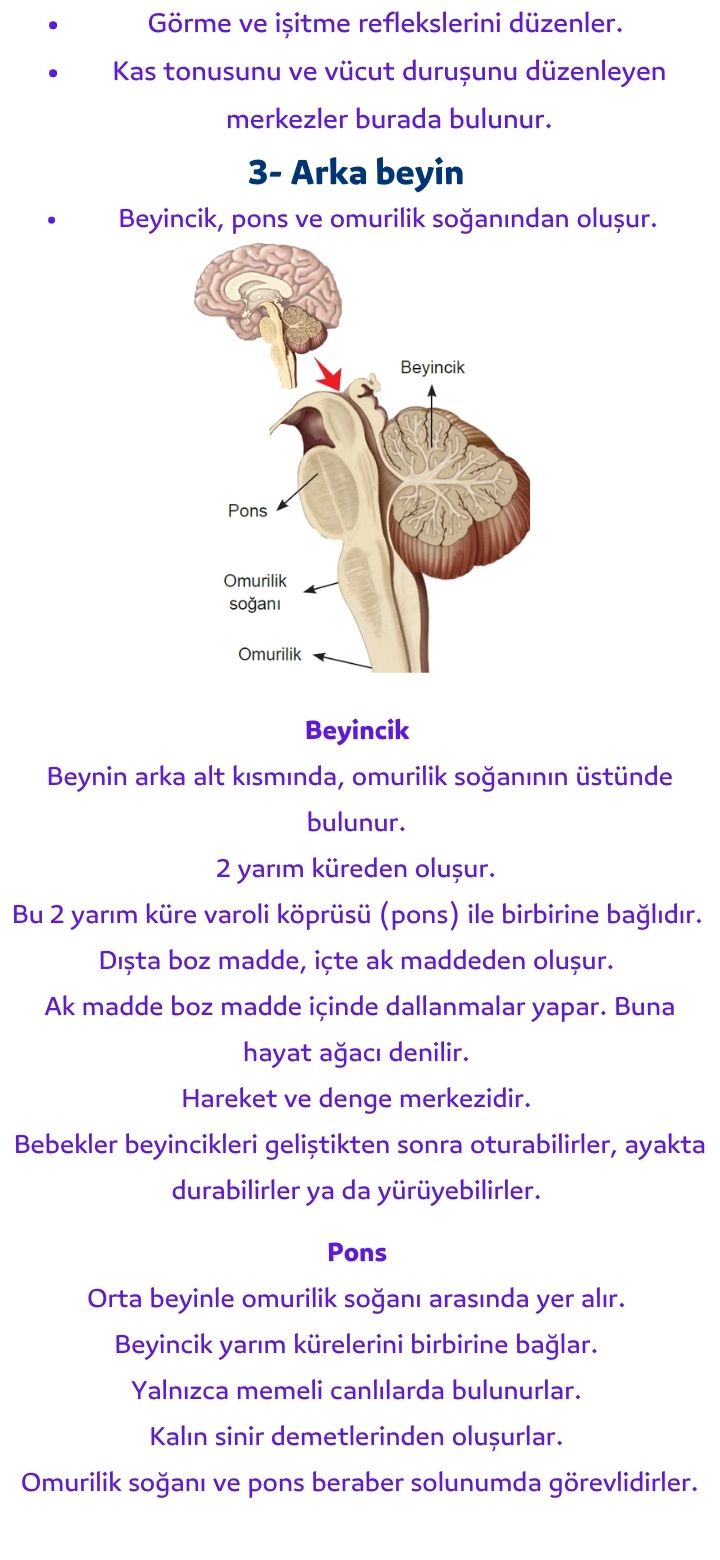 • Görme ve işitme reflekslerini düzenler.
• Kas tonusunu ve vücut duruşunu düzenleyen
merkezler burada bulunur.
3- Arka beyin
• Beyincik, pons ve omurilik soğanından oluşur.
Beyincik
Pons
Omurilik
soğanı
Omurilik
Beyincik
Beynin arka alt kısmında, omurilik soğanının üstünde
bulunur.
2 yarım küreden oluşur.
Bu 2 yarım küre varoli köprüsü (pons) ile birbirine bağlıdır.
Dışta boz madde, içte ak maddeden oluşur.
Ak madde boz madde içinde dallanmalar yapar. Buna
hayat ağacı denilir.
Hareket ve denge merkezidir.
Bebekler beyincikleri geliştikten sonra oturabilirler, ayakta
durabilirler ya da yürüyebilirler.
Pons
Orta beyinle omurilik soğanı arasında yer alır.
Beyincik yarım kürelerini birbirine bağlar.
Yalnızca memeli canlılarda bulunurlar.
Kalın sinir demetlerinden oluşurlar.
Omurilik soğanı ve pons beraber solunumda görevlidirler.